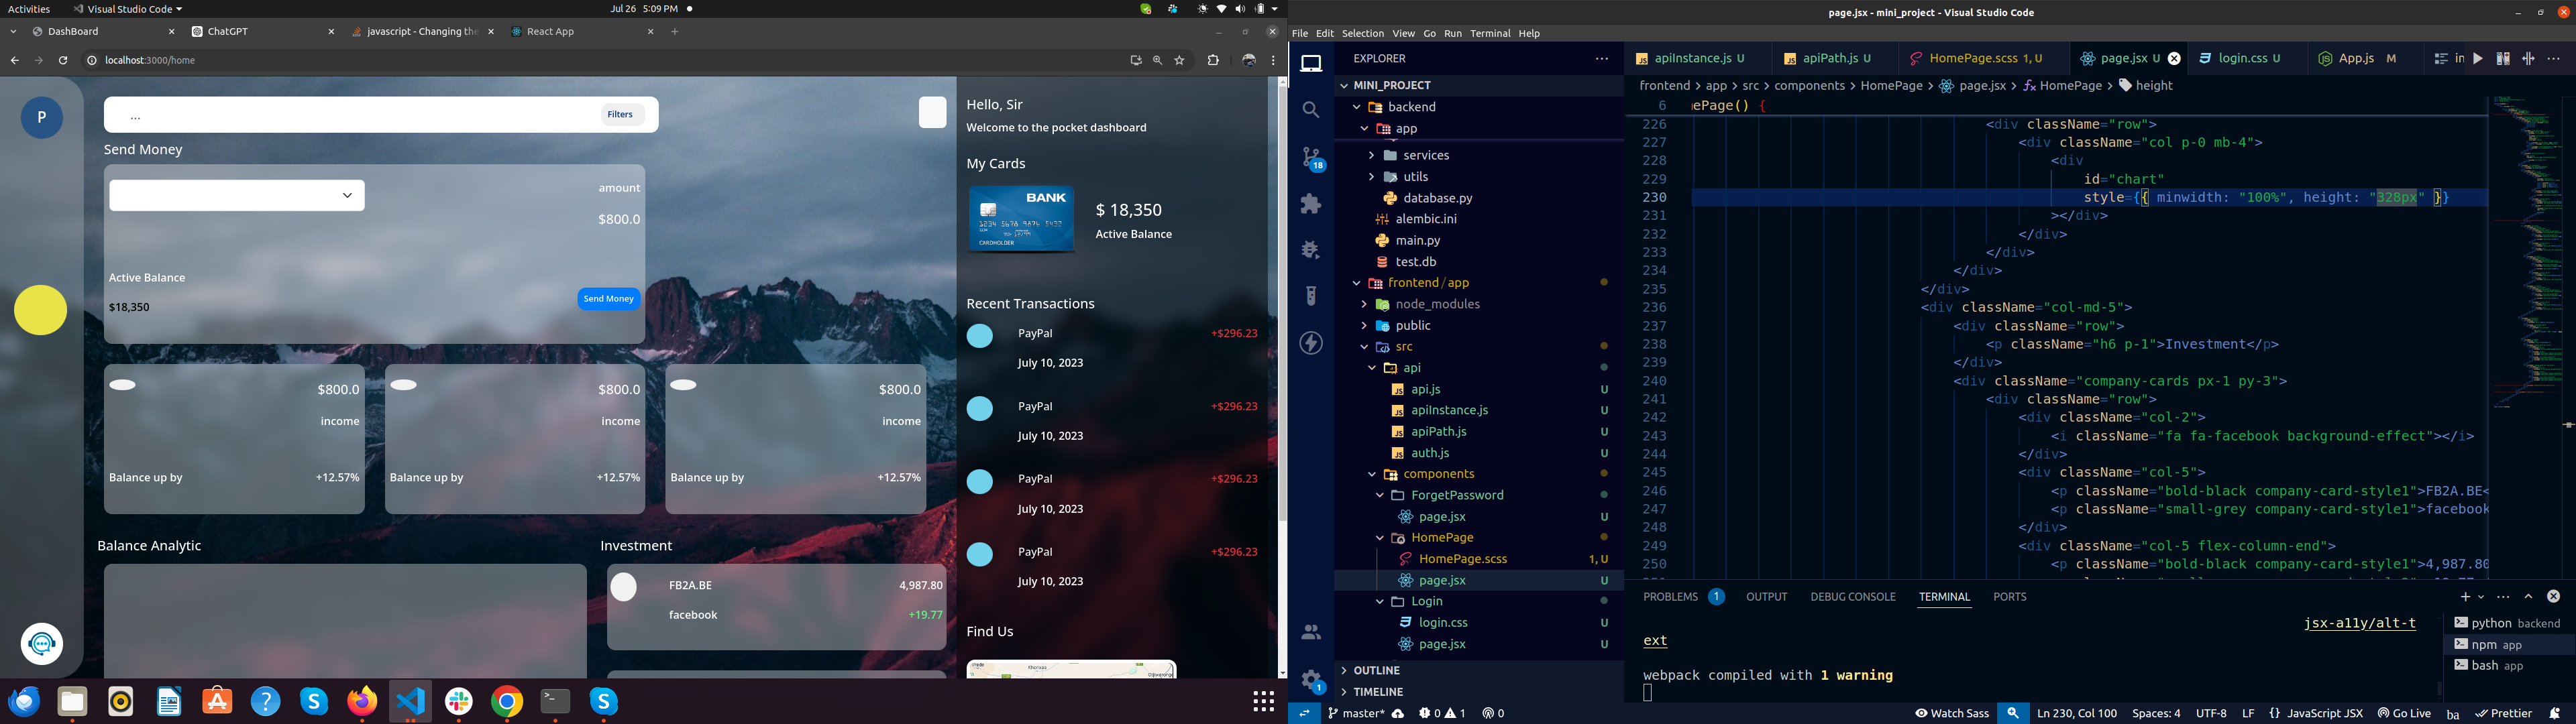 Activities
Visual Studio Code
Jul 26 5:09 PM
DashBoard
ChatGPT
javascript - Changing the
React App
localhost:3000/home
P
...
Filters
Send Money
amount
$800.0
Active Balance
$18,350
Send Money
$800.0
income
Balance up by
+12.57%
$800.0
income
Balance up by
+12.57%
$800.0
income
Balance up by
+12.57%
Balance Analytic
Investment
FB2A.BE
4,987.80
facebook
+19.77
Hello, Sir
Welcome to the pocket dashboard
My Cards
BANK
CARDHOLDER
$ 18,350
Active Balance
Recent Transactions
PayPal
+$296.23
July 10, 2023
PayPal
+$296.23
July 10, 2023
PayPal
+$296.23
July 10, 2023
PayPal
+$296.23
July 10, 2023
Find Us
page.jsx - mini_project - Visual Studio Code
File Edit Selection View Go Run Terminal Help
EXPLORER
MINI_PROJECT
backend
app
services
utils
database.py
alembic.ini
main.py
test.db
frontend / app
node_modules
public
src
api
api.js U
apiInstance.js U
apiPath.js U
auth.js U
components
ForgetPassword
page.jsx U
HomePage
HomePage.scss 1, U
page.jsx U
Login
login.css U
page.jsx U
OUTLINE
TIMELINE
18
1
apiInstance.js U
apiPath.js U
HomePage.scss 1, U
page.jsx U
login.css U
App.js M
in
frontend > app > src > components > HomePage > page.jsx > HomePage > height
6 ePage() {
226 <div className="row">
227 <div className="col p-0 mb-4">
228 <div
229 id="chart"
230 style={{ minwidth: "100%", height: "328px" }}
231 ></div>
232 </div>
233 </div>
234 </div>
235 </div>
236 <div className="col-md-5">
237 <div className="row">
238 <p className="h6 p-1">Investment</p>
239 </div>
240 <div className="company-cards px-1 py-3">
241 <div className="row">
242 <div className="col-2">
243 <i className="fa fa-facebook background-effect"></i>
244 </div>
245 <div className="col-5">
246 <p className="bold-black company-card-style1">FB2A.BE<
247 <p className="small-grey company-card-style1">facebook
248 </div>
249 <div className="col-5 flex-column-end">
250 <p className="bold-black company-card-style1">4,987.80
PROBLEMS 1 OUTPUT DEBUG CONSOLE TERMINAL PORTS
jsx-a11y/alt-t
ext
webpack compiled with 1 warning
python backend
npm app
bash app
master*
0 1
0
Watch Sass
Ln 230, Col 100
Spaces: 4
UTF-8
LF
{} JavaScript JSX
Go Live
ba
Prettier